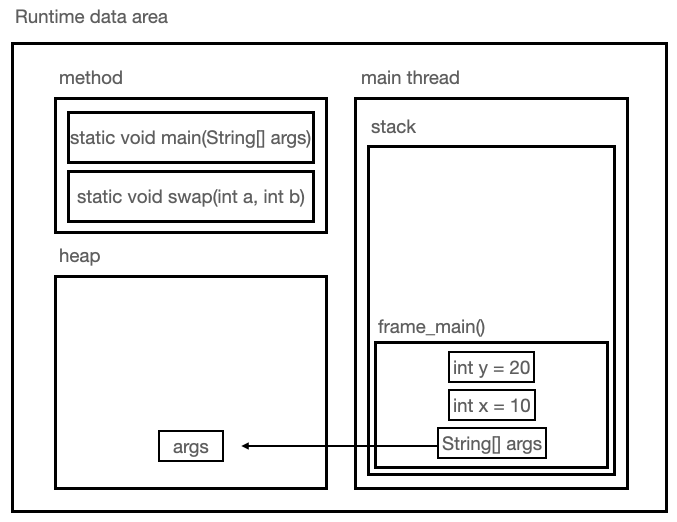 Runtime data area
method
static void main(String[] args)
static void swap(int a, int b)
heap
args
main thread
stack
frame_main()
int y = 20
int x = 10
String[] args